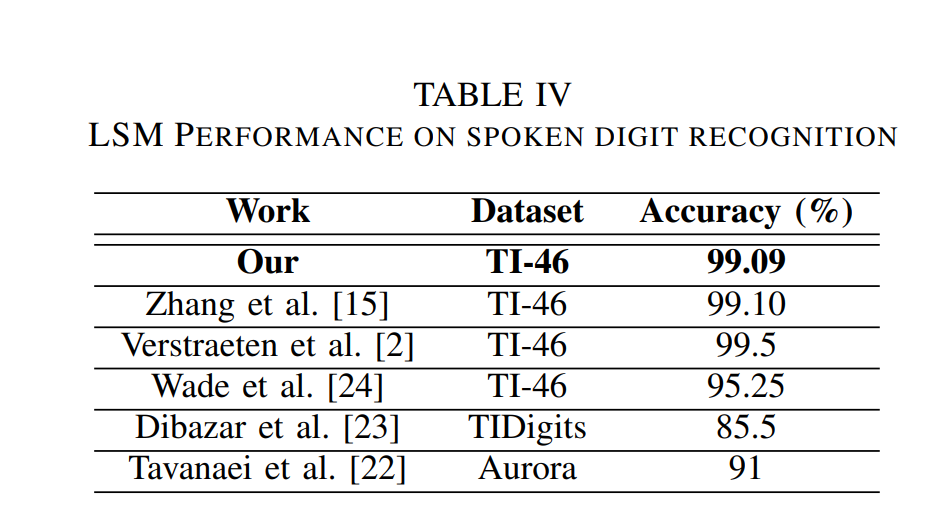 TABLE IV
LSM PERFORMANCE ON SPOKEN DIGIT RECOGNITION
Work Dataset Accuracy (%)
Our TI-46 99.09
Zhang et al. [15] TI-46 99.10
Verstraeten et al. [2] TI-46 99.5
Wade et al. [24] TI-46 95.25
Dibazar et al. [23] TIDigits 85.5
Tavanaei et al. [22] Aurora 91